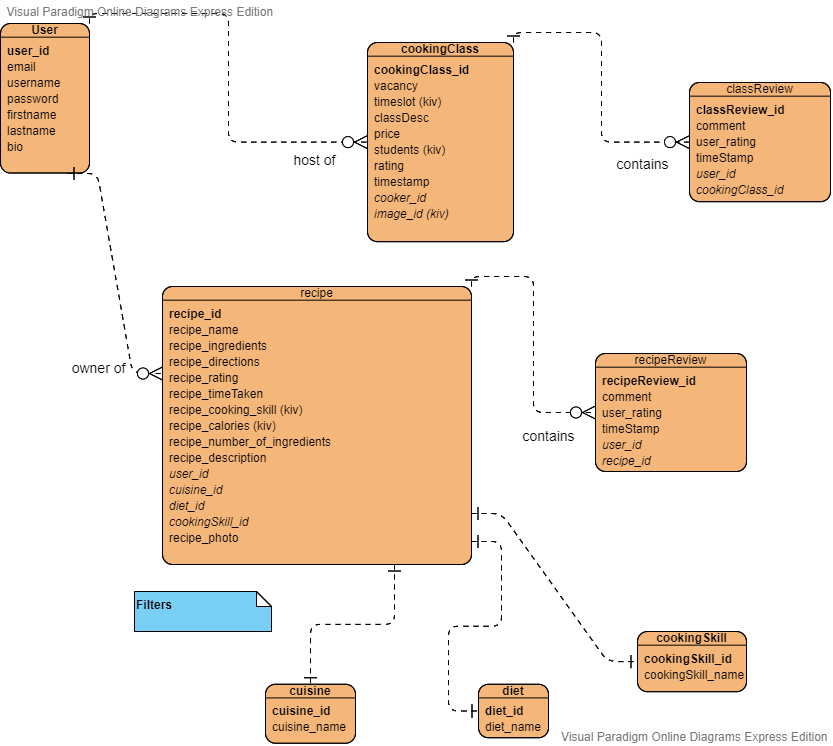 Visual Paradigm Online Diagrams Express Edition
User
user_id
email
username
password
firstname
lastname
bio
cookingClass
cookingClass_id
vacancy
timeslot (kiv)
classDesc
price
students (kiv)
rating
timestamp
cooker_id
image_id (kiv)
classReview
classReview_id
comment
user_rating
timeStamp
user_id
cookingClass_id
host of
contains
recipe
recipe_id
recipe_name
recipe_ingredients
recipe_directions
recipe_rating
recipe_timeTaken
recipe_cooking_skill (kiv)
recipe_calories (kiv)
recipe_number_of_ingredients
recipe_description
user_id
cuisine_id
diet_id
cookingSkill_id
recipe_photo
owner of
recipeReview
recipeReview_id
comment
user_rating
timeStamp
user_id
recipe_id
contains
Filters
cookingSkill
cookingSkill_id
cookingSkill_name
cuisine
cuisine_id
cuisine_name
diet
diet_id
diet_name
Visual Paradigm Online Diagrams Express Edition